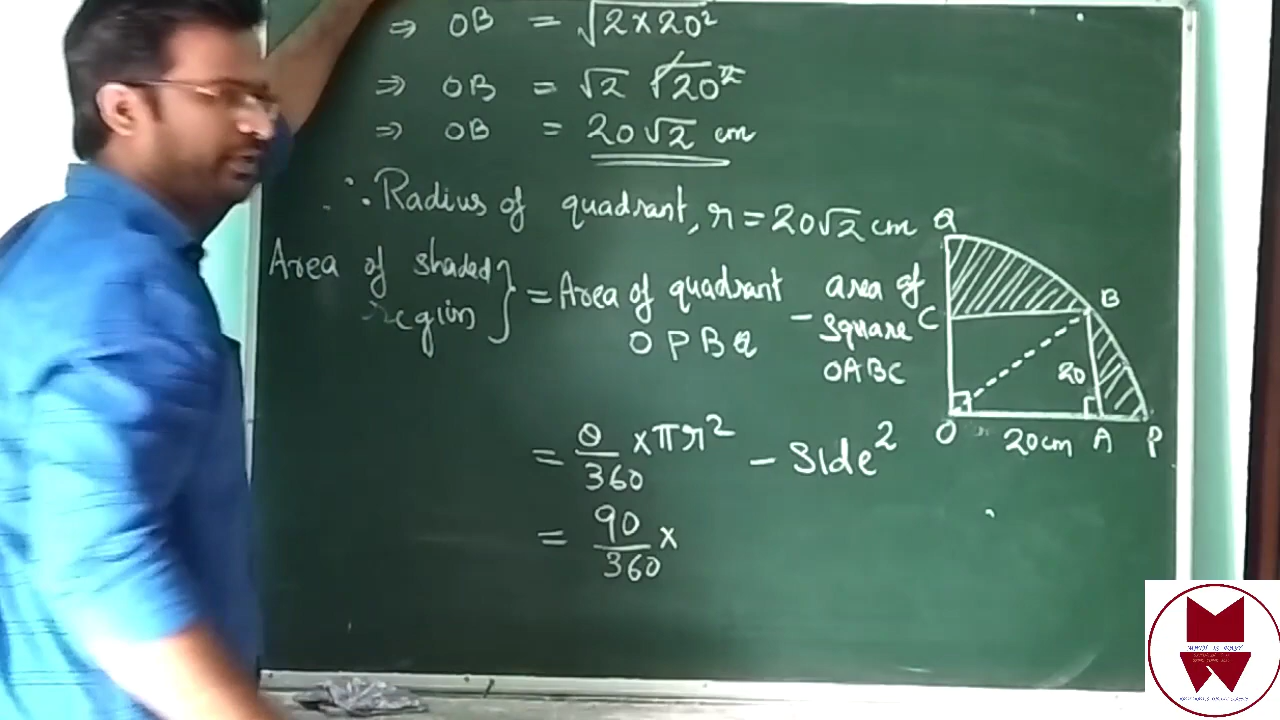 ⇒ OB = √2×20²
⇒ OB = √2 √20²
⇒ OB = 20√2 cm
∴ Radius of quadrant, r = 20√2 cm
Area of shaded region } = Area of quadrant OPBQ − area of square OABC
= θ/360 × πr² − side²
= 90/360 ×
Q
B
C
20
O 20cm A P